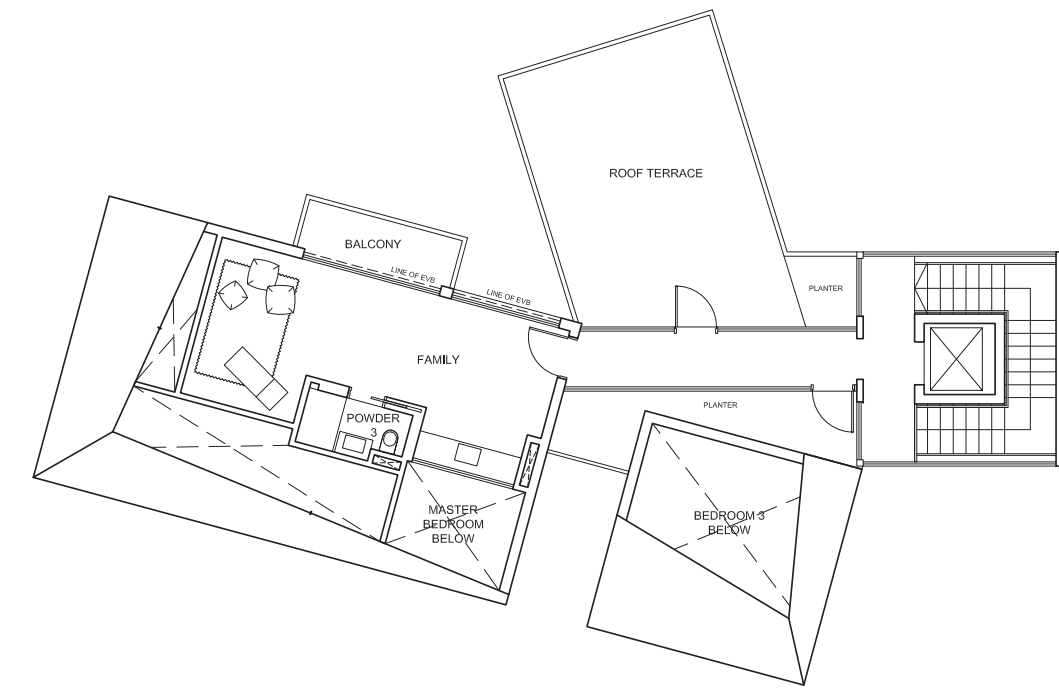 ROOF TERRACE
BALCONY
LINE OF EVB
LINE OF EVB
PLANTER
FAMILY
PLANTER
POWDER
3
MASTER
BEDROOM
BELOW
BEDROOM 3
BELOW